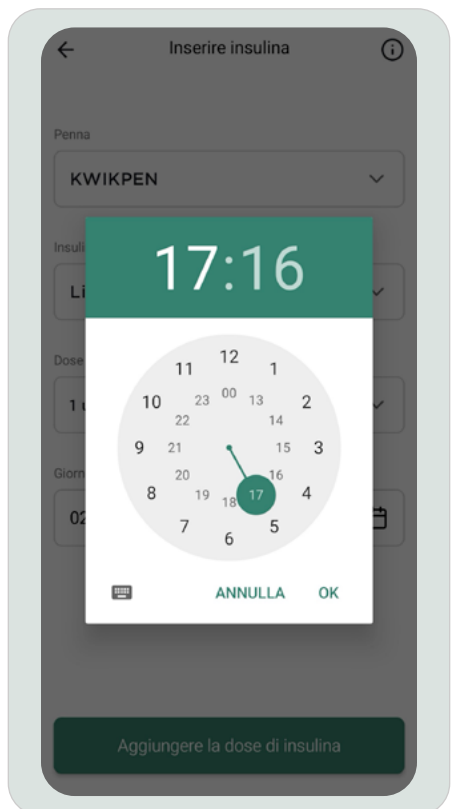 Inserire insulina
Penna
KWIKPEN
Insuli
17:16
Li
12
11 1
00
23 13
10 2
22 14
Dose
1 u
9 21 15 3
20 16
Giorn
8 19 17 4
18
02
7 5
6
ANNULLA OK
Aggiungere la dose di insulina